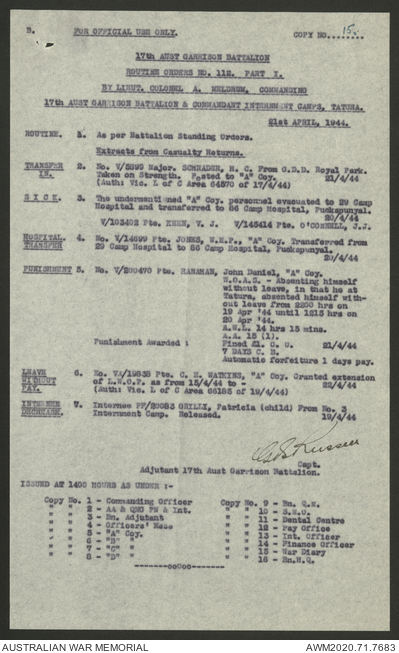 B. FOR OFFICIAL USE ONLY. COPY NO. 15.
17th AUST GARRISON BATTALION
ROUTINE ORDERS NO. 112. PART I.
BY LIEUT. COLONEL A. MELDRUM, COMMANDING
17th AUST GARRISON BATTALION & COMMANDANT INTERNMENT CAMPS, TATURA.
21st APRIL, 1944.
ROUTINE. 1. As per Battalion Standing Orders.
Extracts from Casualty Returns.
TRANSFER IN. 2. No. Major. SCHRADER, H. C. From G.D.D. Royal Park.
Taken on Strength. Posted to "A" Coy. 21/4/44
(Auth: Vic. L of C Area 64570 of 17/4/44)
SICK. 3. The undermentioned "A" Coy. personnel evacuated to 29 Camp
Hospital and transferred to 86 Camp Hospital, Puckapunyal.
20/4/44
V/103402 Pte. KEEN, V. J. V/145414 Pte. O'CONNELL, J.J.
HOSPITAL TRANSFER 4. No. V/14699 Pte. JONES, W.H.P., "A" Coy. Transferred from
29 Camp Hospital to 86 Camp Hospital, Puckapunyal.
20/4/44
PUNISHMENT 5. No. V/500470 Pte. HANAMAN, John Daniel, "A" Coy.
W.O.A.S. - Absenting himself
without leave, in that he at
Tatura, absented himself with-
out leave from 2200 hrs on
19 Apr '44 until 1215 hrs on
20 Apr '44.
A.W.L. 14 hrs 15 mins.
A.A. 15 (1).
Punishment Awarded : Fined £1. C. O. 21/4/44
7 DAYS C. B.
Automatic forfeiture 1 days pay.
LEAVE WITHOUT PAY. 6. No. Pte. C. H. WATKINS, "A" Coy. Granted extension
of L.W.O.P. as from 15/4/44 to - 22/4/44
(Auth: Vic. L of C Area 66185 of 19/4/44)
INTERNEE DISCHARGE. 7. Internee Patricia (child) From No. 3
Internment Camp. Released. 19/4/44
Capt.
Adjutant 17th Aust Garrison Battalion.
ISSUED AT 1400 HOURS AS UNDER :-
Copy No. 1 - Commanding Officer Copy No. 9 - Bn. Q.M.
" " 2 - AA & QMG PW & Int. " " 10 - S.M.O.
" " 3 - Bn. Adjutant " " 11 - Dental Centre
" " 4 - Officers' Mess " " 12 - Pay Office
" " 5 - "A" Coy. " " 13 - Int. Officer
" " 6 - "B" " " " 14 - Finance Officer
" " 7 - "C" " " " 15 - War Diary
" " 8 - "D" " " " 16 - Bn.H.Q.
--------oo0oo--------
AUSTRALIAN WAR MEMORIAL AWM2020.71.7683